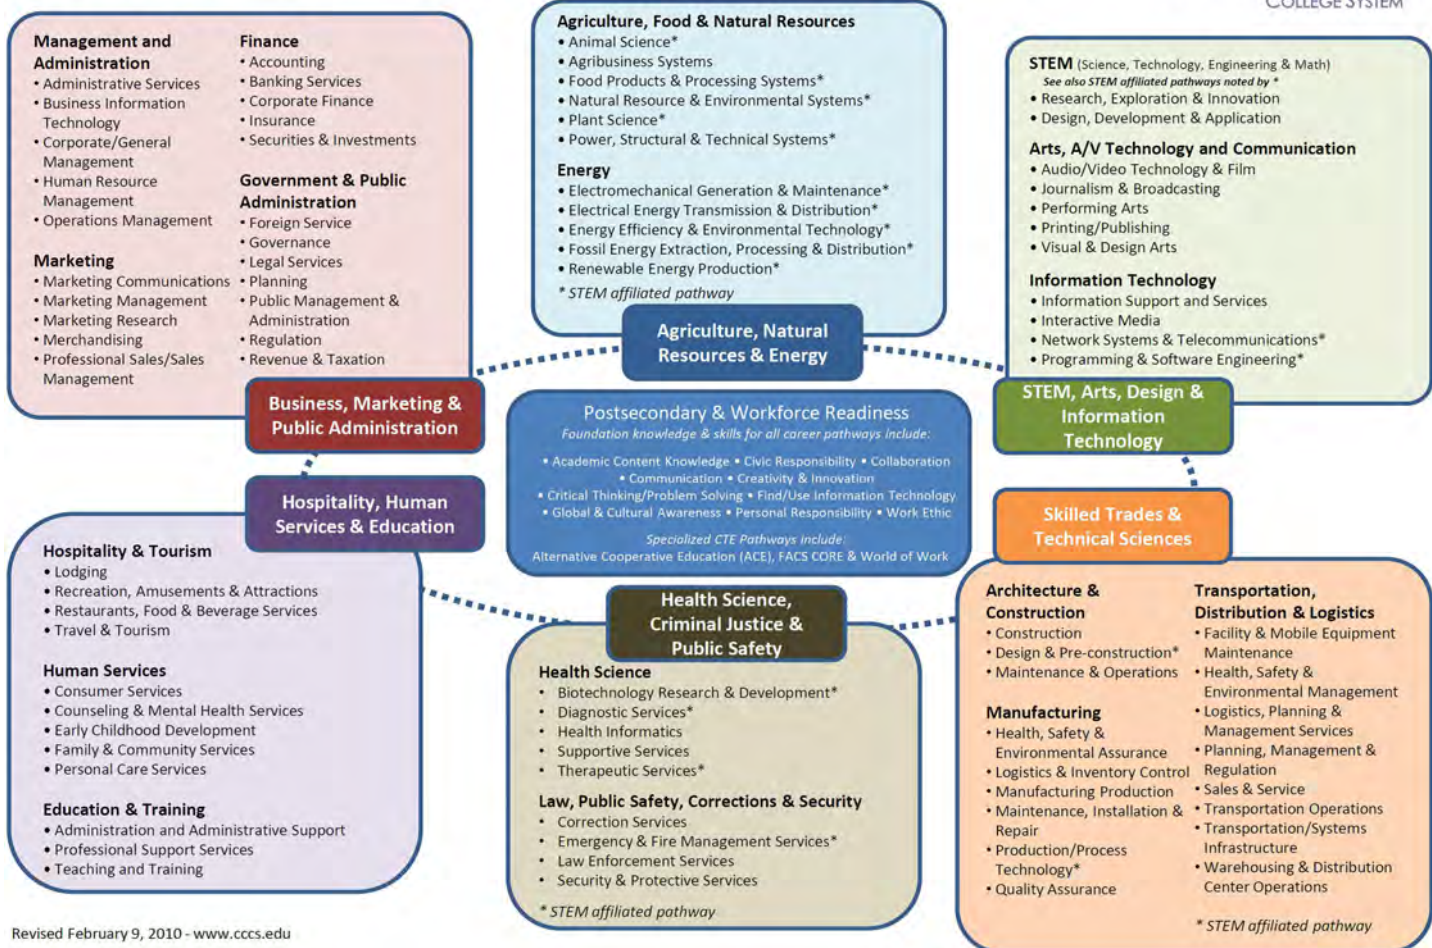 COLLEGE SYSTEM
Management and
Administration
• Administrative Services
• Business Information
Technology
• Corporate/General
Management
• Human Resource
Management
• Operations Management
Marketing
• Marketing Communications
• Marketing Management
• Marketing Research
• Merchandising
• Professional Sales/Sales
Management
Finance
• Accounting
• Banking Services
• Corporate Finance
• Insurance
• Securities & Investments
Government & Public
Administration
• Foreign Service
• Governance
• Legal Services
• Planning
• Public Management &
Administration
• Regulation
• Revenue & Taxation
Business, Marketing &
Public Administration
Agriculture, Food & Natural Resources
• Animal Science*
• Agribusiness Systems
• Food Products & Processing Systems*
• Natural Resource & Environmental Systems*
• Plant Science*
• Power, Structural & Technical Systems*
Energy
• Electromechanical Generation & Maintenance*
• Electrical Energy Transmission & Distribution*
• Energy Efficiency & Environmental Technology*
• Fossil Energy Extraction, Processing & Distribution*
• Renewable Energy Production*
* STEM affiliated pathway
Agriculture, Natural
Resources & Energy
STEM (Science, Technology, Engineering & Math)
See also STEM affiliated pathways noted by *
• Research, Exploration & Innovation
• Design, Development & Application
Arts, A/V Technology and Communication
• Audio/Video Technology & Film
• Journalism & Broadcasting
• Performing Arts
• Printing/Publishing
• Visual & Design Arts
Information Technology
• Information Support and Services
• Interactive Media
• Network Systems & Telecommunications*
• Programming & Software Engineering*
STEM, Arts, Design &
Information
Technology
Postsecondary & Workforce Readiness
Foundation knowledge & skills for all career pathways include:
• Academic Content Knowledge • Civic Responsibility • Collaboration
• Communication • Creativity & Innovation
• Critical Thinking/Problem Solving • Find/Use Information Technology
• Global & Cultural Awareness • Personal Responsibility • Work Ethic
Specialized CTE Pathways include:
Alternative Cooperative Education (ACE), FACS CORE & World of Work
Hospitality, Human
Services & Education
Hospitality & Tourism
• Lodging
• Recreation, Amusements & Attractions
• Restaurants, Food & Beverage Services
• Travel & Tourism
Human Services
• Consumer Services
• Counseling & Mental Health Services
• Early Childhood Development
• Family & Community Services
• Personal Care Services
Education & Training
• Administration and Administrative Support
• Professional Support Services
• Teaching and Training
Health Science,
Criminal Justice &
Public Safety
Health Science
• Biotechnology Research & Development*
• Diagnostic Services*
• Health Informatics
• Supportive Services
• Therapeutic Services*
Law, Public Safety, Corrections & Security
• Correction Services
• Emergency & Fire Management Services*
• Law Enforcement Services
• Security & Protective Services
* STEM affiliated pathway
Skilled Trades &
Technical Sciences
Architecture &
Construction
• Construction
• Design & Pre-construction*
• Maintenance & Operations
Manufacturing
• Health, Safety &
Environmental Assurance
• Logistics & Inventory Control
• Manufacturing Production
• Maintenance, Installation &
Repair
• Production/Process
Technology*
• Quality Assurance
Transportation,
Distribution & Logistics
• Facility & Mobile Equipment
Maintenance
• Health, Safety &
Environmental Management
• Logistics, Planning &
Management Services
• Planning, Management &
Regulation
• Sales & Service
• Transportation Operations
• Transportation/Systems
Infrastructure
• Warehousing & Distribution
Center Operations
* STEM affiliated pathway
Revised February 9, 2010 - www.cccs.edu